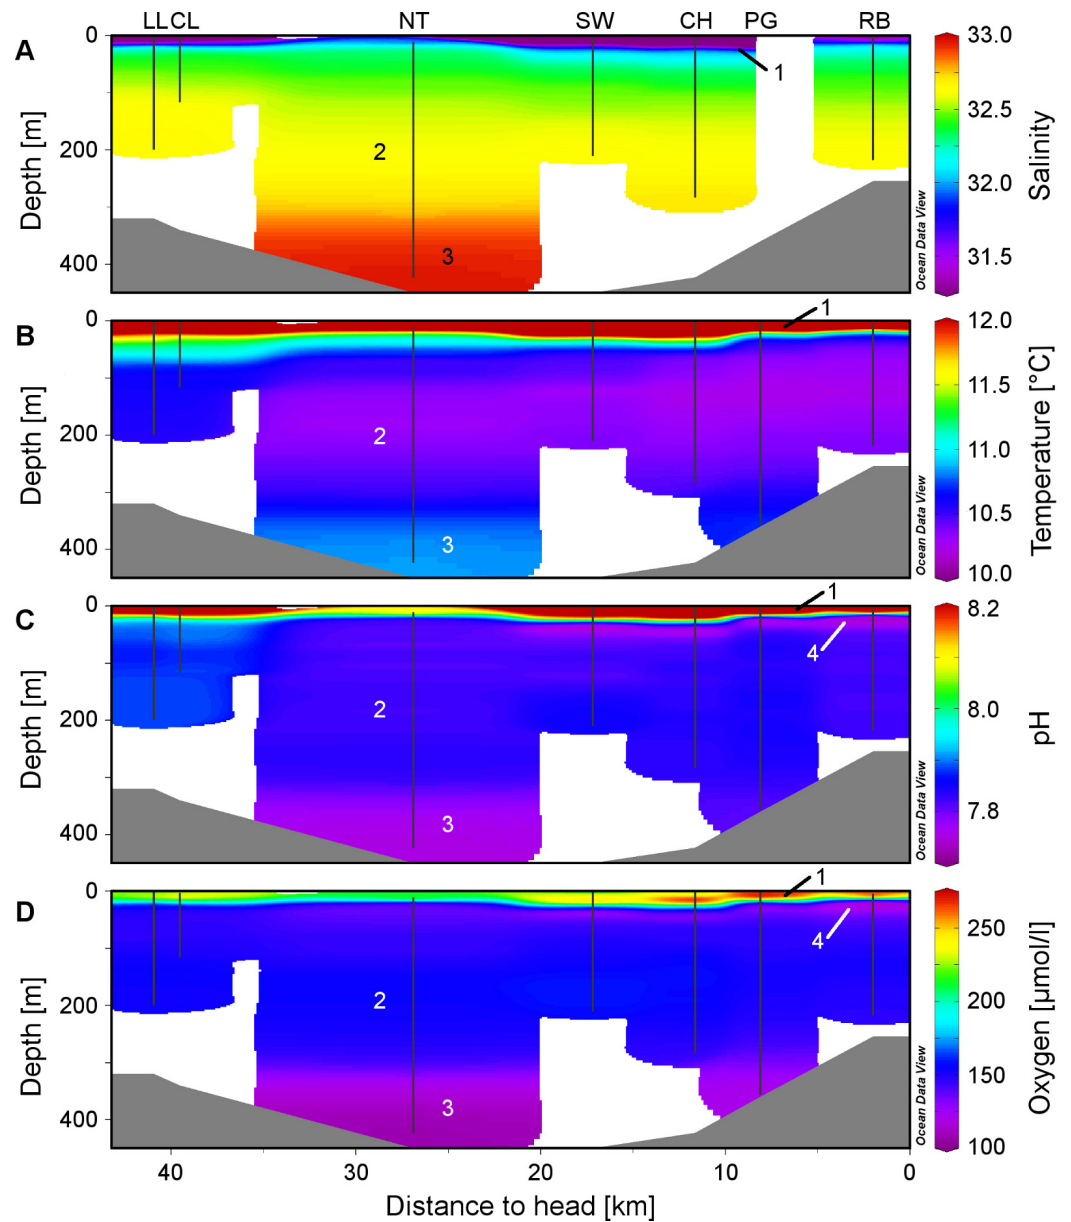 LL CL NT SW CH PG RB
A
0
200
400
Depth [m]
1
2
3
33.0
32.5
32.0
31.5
Salinity
Ocean Data View
B
0
200
400
Depth [m]
1
2
3
12.0
11.5
11.0
10.5
10.0
Temperature [°C]
Ocean Data View
C
0
200
400
Depth [m]
1
4
2
3
8.2
8.0
7.8
pH
Ocean Data View
D
0
200
400
Depth [m]
1
4
2
3
250
200
150
100
Oxygen [µmol/l]
Ocean Data View
40 30 20 10 0
Distance to head [km]